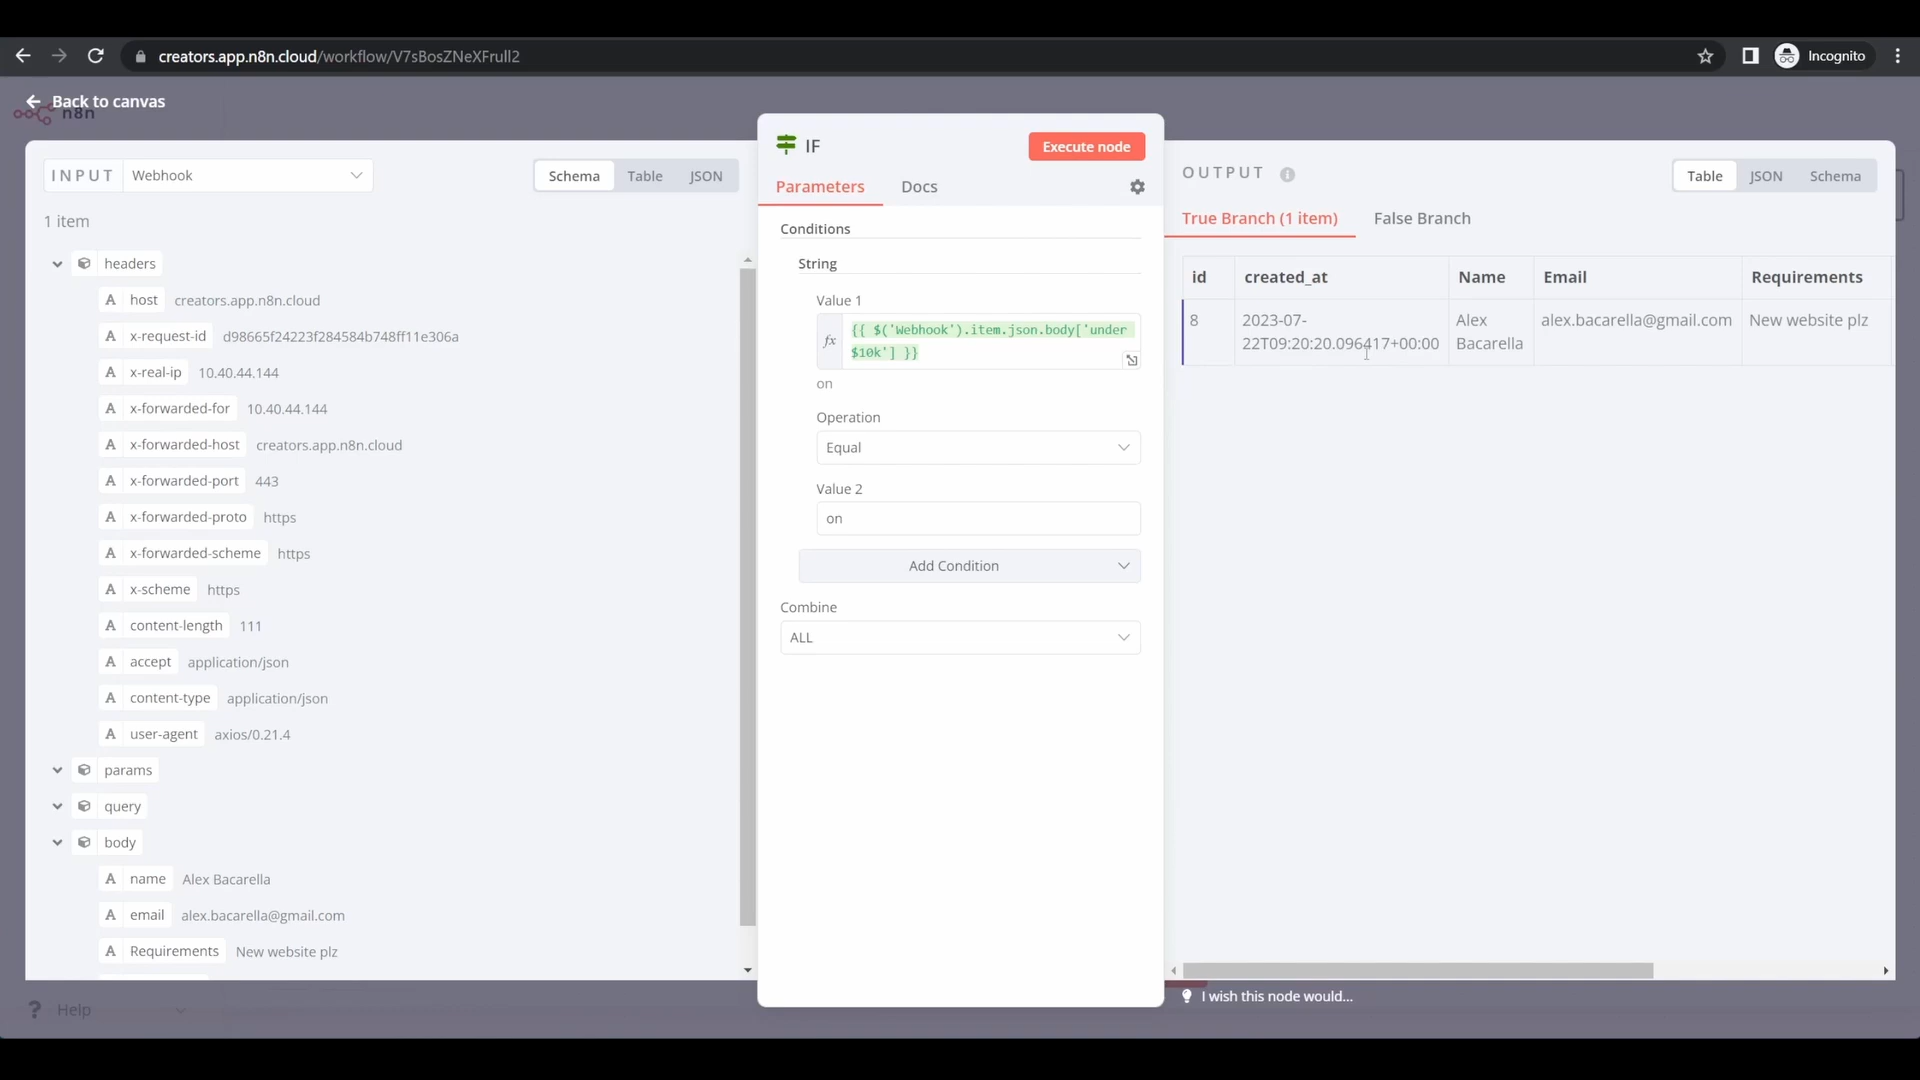 creators.app.n8n.cloud/workflow/V7sBosZNeXFrull2
Incognito
Back to canvas
n8n
INPUT Webhook
Schema Table JSON
1 item
headers
host creators.app.n8n.cloud
x-request-id d98665f24223f284584b748ff11e306a
x-real-ip 10.40.44.144
x-forwarded-for 10.40.44.144
x-forwarded-host creators.app.n8n.cloud
x-forwarded-port 443
x-forwarded-proto https
x-forwarded-scheme https
x-scheme https
content-length 111
accept application/json
content-type application/json
user-agent axios/0.21.4
params
query
body
name Alex Bacarella
email alex.bacarella@gmail.com
Requirements New website plz
? Help
IF
Execute node
Parameters Docs
Conditions
String
Value 1
fx {{ $('Webhook').item.json.body['under
$10k'] }}
on
Operation
Equal
Value 2
on
Add Condition
Combine
ALL
OUTPUT
Table JSON Schema
True Branch (1 item) False Branch
id created_at Name Email Requirements
8 2023-07- Alex alex.bacarella@gmail.com New website plz
22T09:20:20.096417+00:00 Bacarella
I wish this node would...